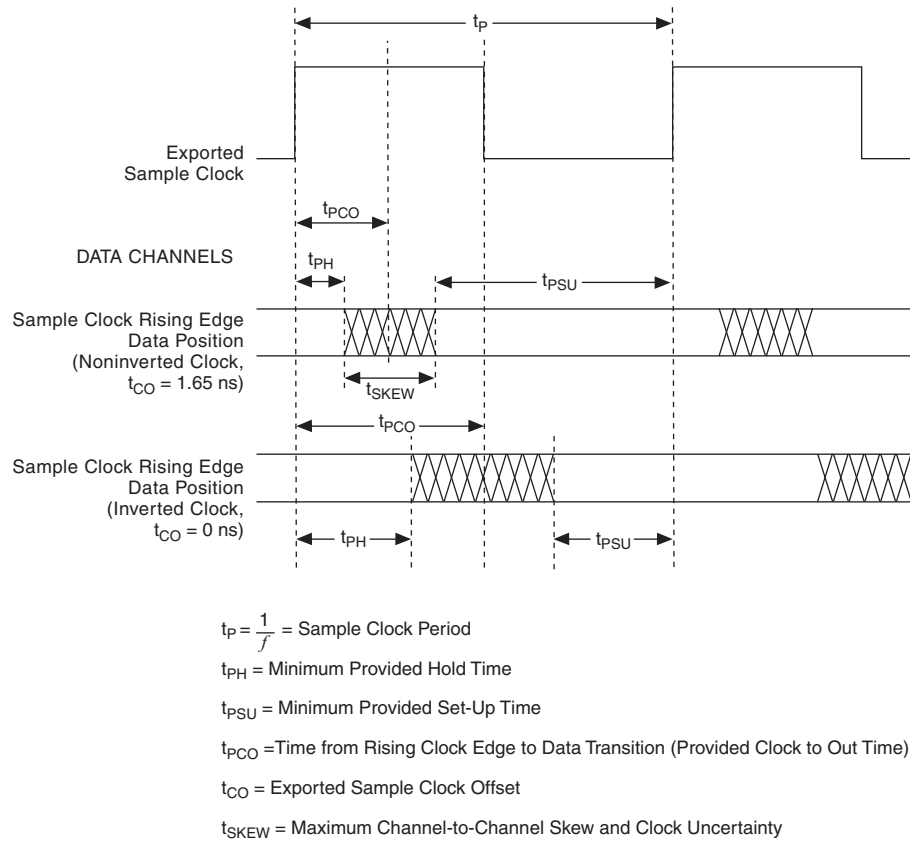 tP
Exported
Sample Clock
tPCO
DATA CHANNELS
tPH
tPSU
Sample Clock Rising Edge
Data Position
(Noninverted Clock,
tCO = 1.65 ns)
tSKEW
tPCO
Sample Clock Rising Edge
Data Position
(Inverted Clock,
tCO = 0 ns)
tPH
tPSU
tP = 1/f = Sample Clock Period
tPH = Minimum Provided Hold Time
tPSU = Minimum Provided Set-Up Time
tPCO =Time from Rising Clock Edge to Data Transition (Provided Clock to Out Time)
tCO = Exported Sample Clock Offset
tSKEW = Maximum Channel-to-Channel Skew and Clock Uncertainty